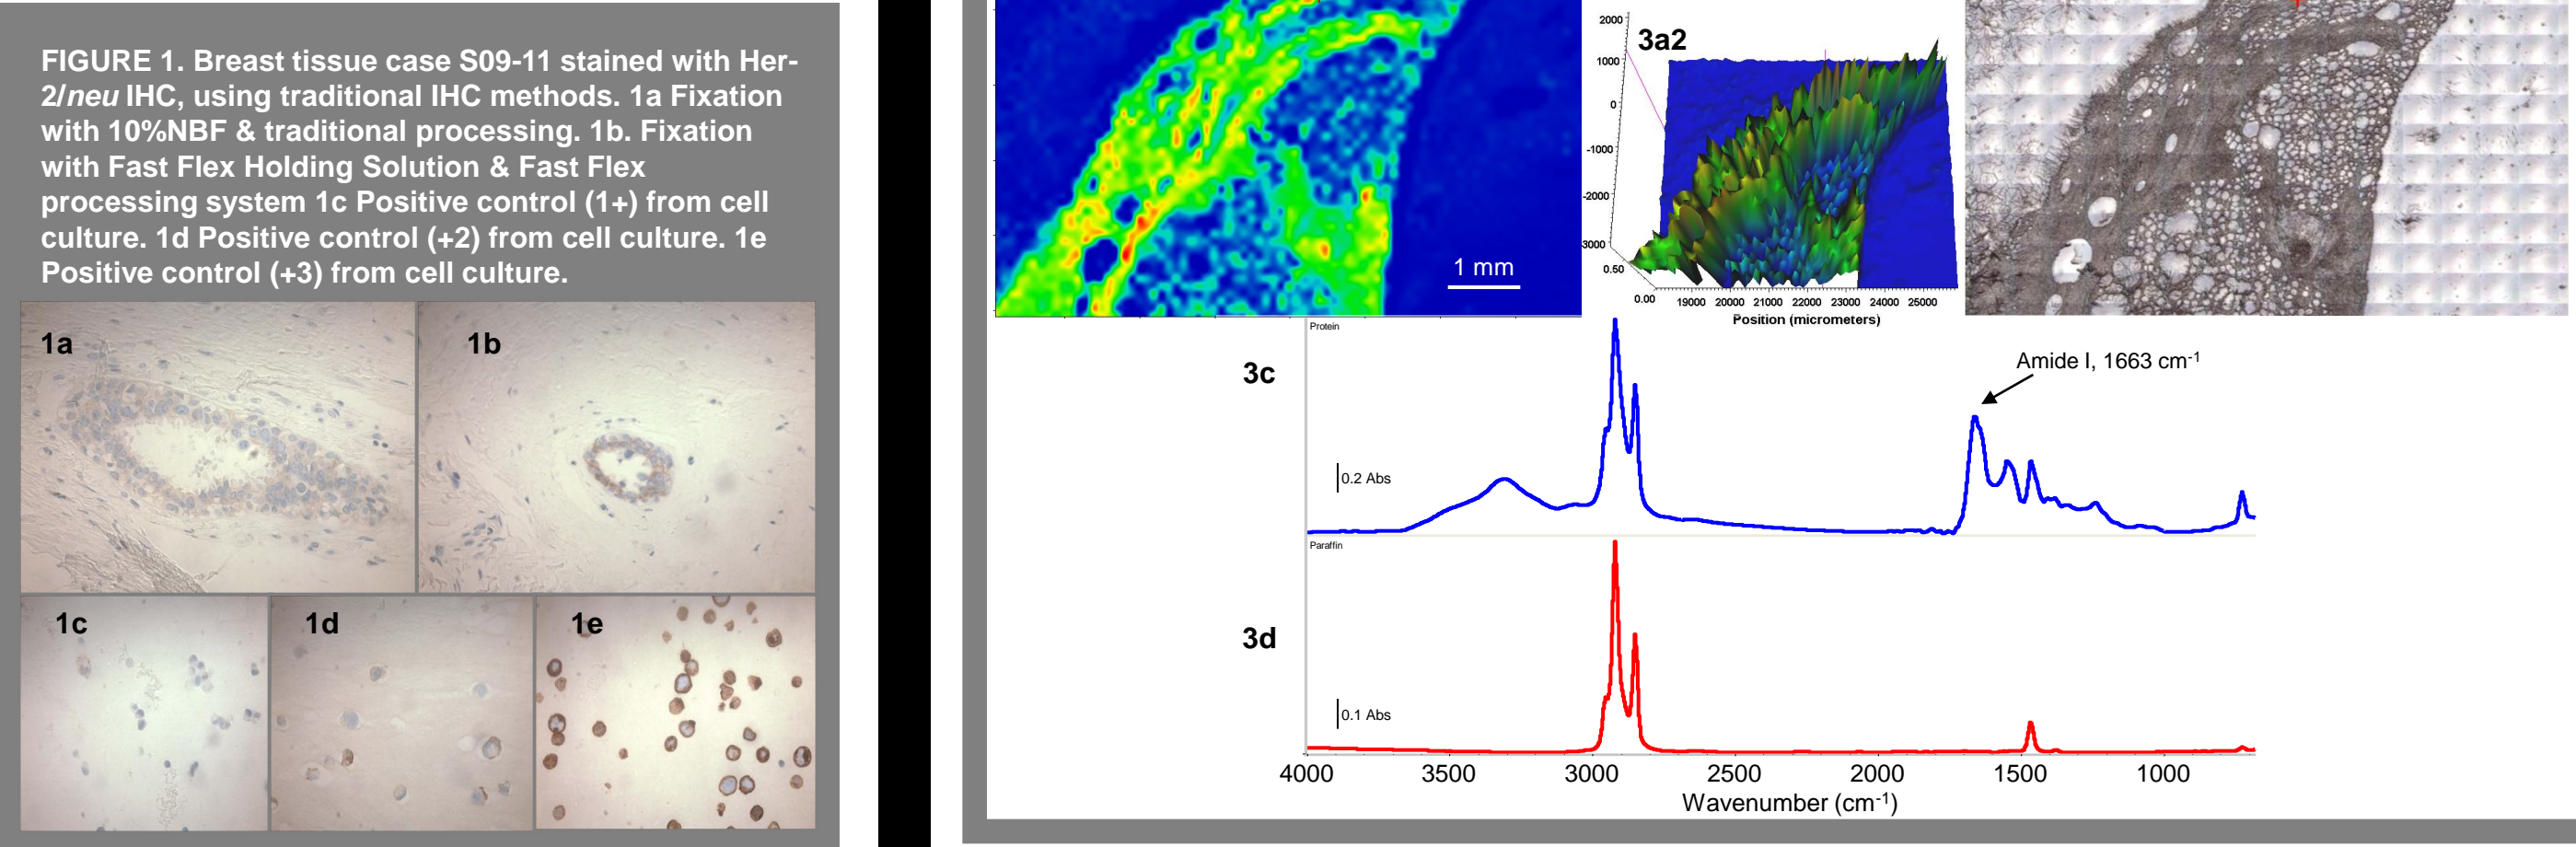 FIGURE 1. Breast tissue case S09-11 stained with Her-
2/neu IHC, using traditional IHC methods. 1a Fixation
with 10%NBF & traditional processing. 1b. Fixation
with Fast Flex Holding Solution & Fast Flex
processing system 1c Positive control (1+) from cell
culture. 1d Positive control (+2) from cell culture. 1e
Positive control (+3) from cell culture.
1a
1b
1c
1d
1e
1 mm
3a2
2000
1000
0
-1000
-2000
3000
0.50
0.00
19000 20000 21000 22000 23000 24000 25000
Position (micrometers)
Protein
3c
Amide I, 1663 cm-1
0.2 Abs
Paraffin
3d
0.1 Abs
4000 3500 3000 2500 2000 1500 1000
Wavenumber (cm-1)